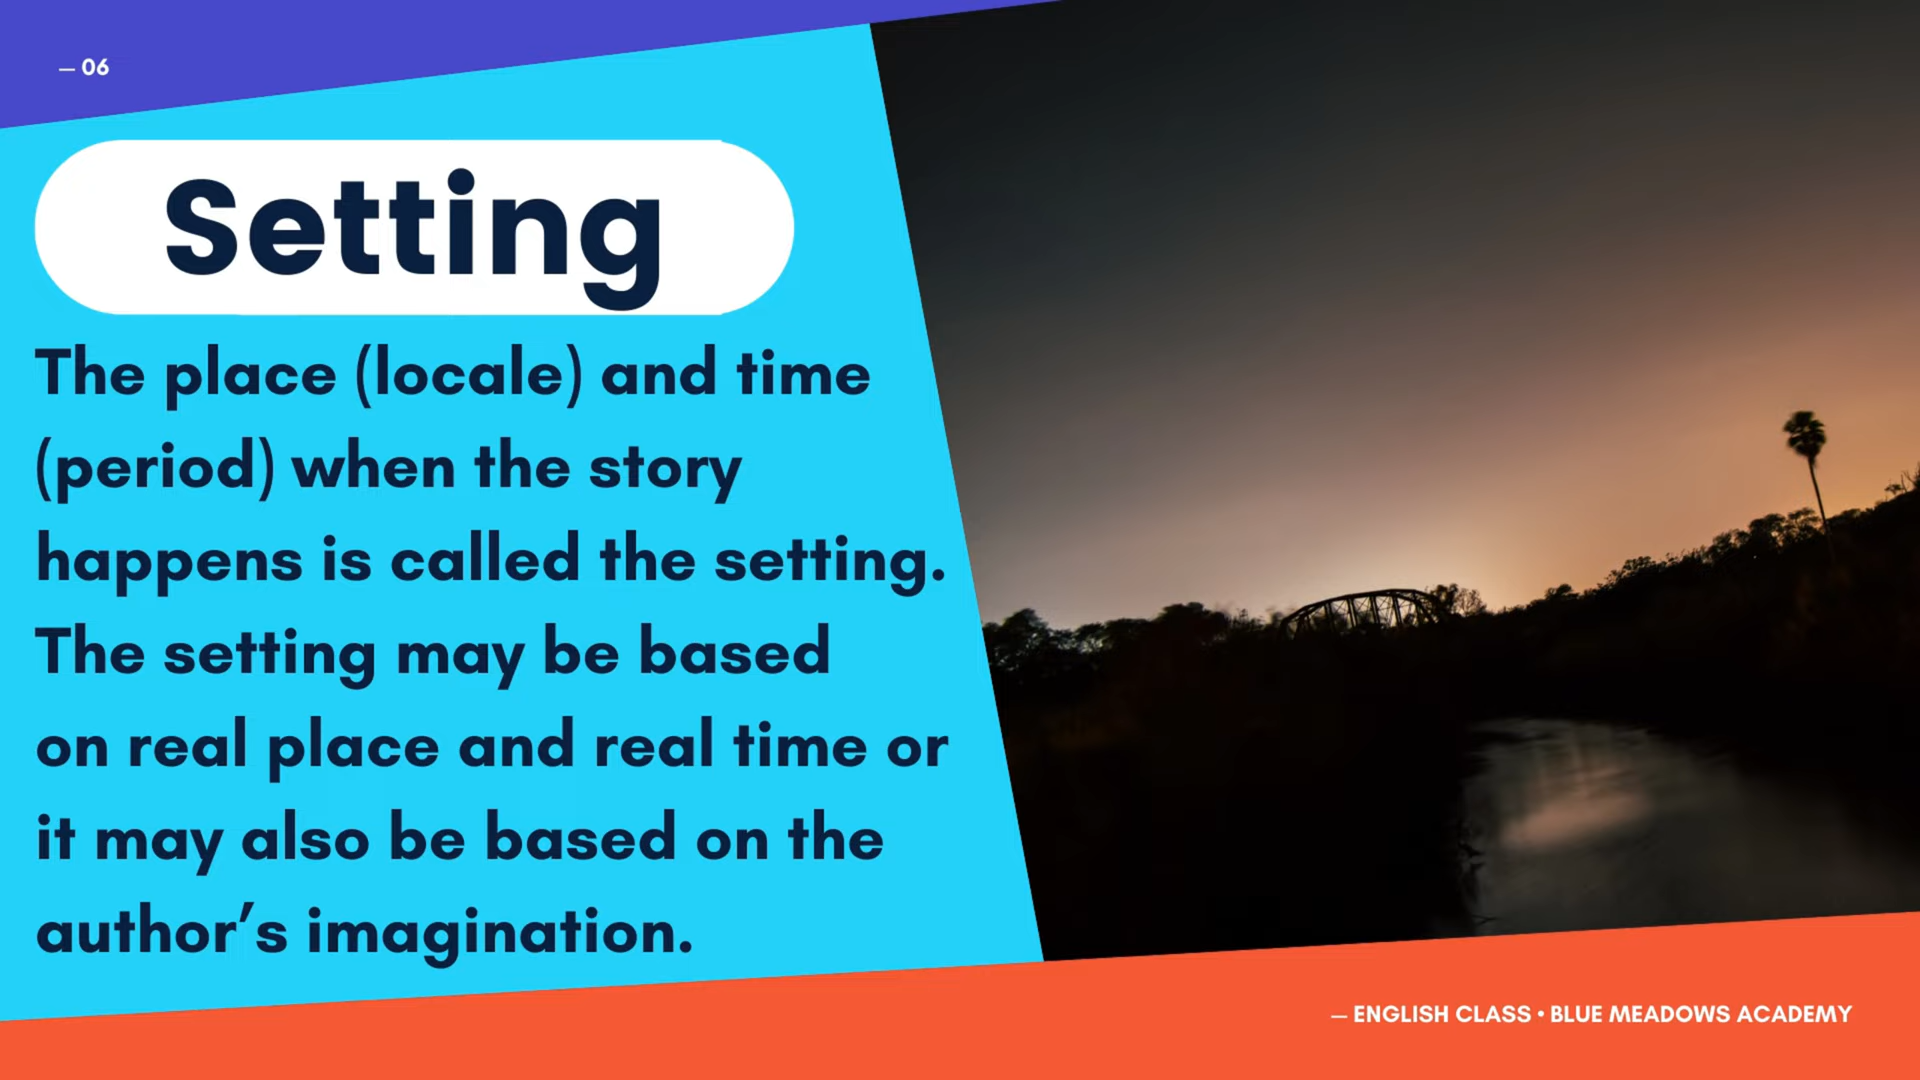 — 06
Setting
The place (locale) and time
(period) when the story
happens is called the setting.
The setting may be based
on real place and real time or
it may also be based on the
author’s imagination.
— ENGLISH CLASS • BLUE MEADOWS ACADEMY